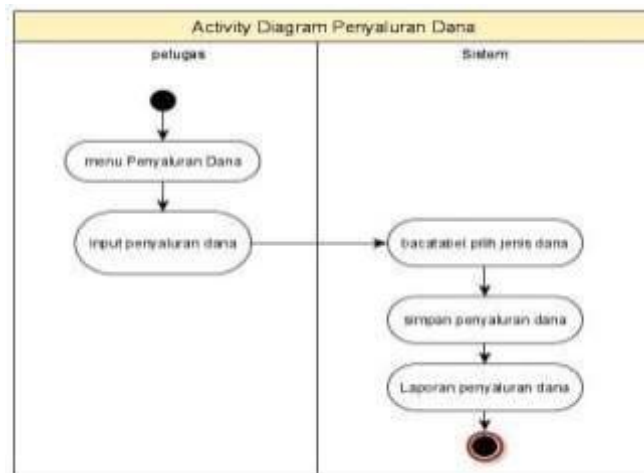 Activity Diagram Penyaluran Dana
petugas
Sistem
menu Penyaluran Dana
Input penyaluran dana
bacatabel pilih jenis dana
simpan penyaluran dana
Laporan penyaluran dana